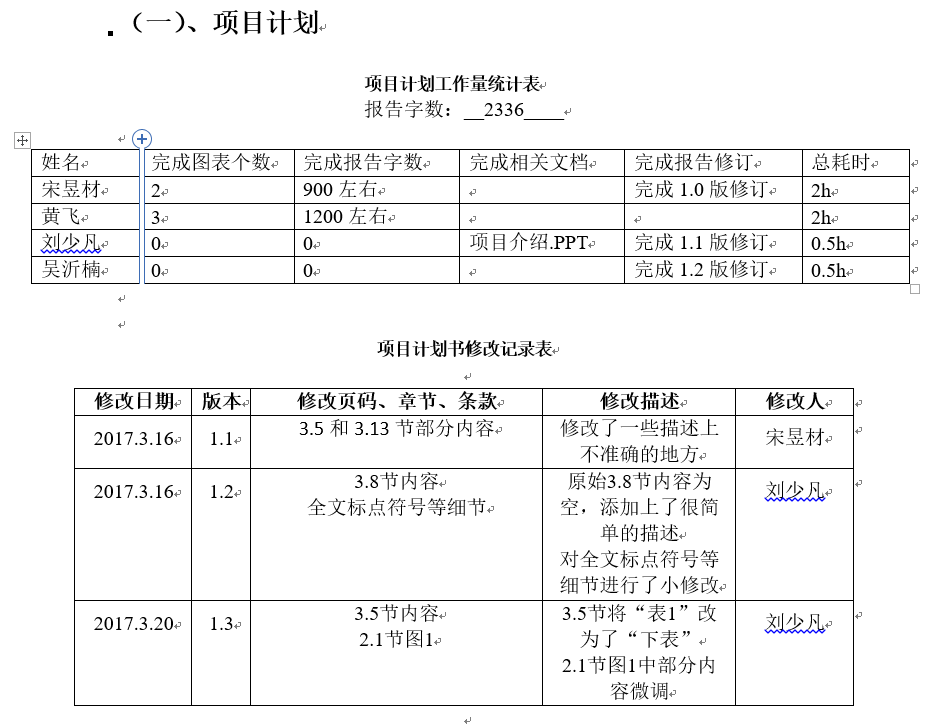 （一）、项目计划
项目计划工作量统计表
报告字数：__2336____
姓名 完成图表个数 完成报告字数 完成相关文档 完成报告修订 总耗时
宋昱材 2 900 左右 完成 1.0 版修订 2h
黄飞 3 1200 左右 2h
刘少凡 0 0 项目介绍.PPT 完成 1.1 版修订 0.5h
吴沂楠 0 0 完成 1.2 版修订 0.5h
项目计划书修改记录表
修改日期 版本 修改页码、章节、条款 修改描述 修改人
2017.3.16 1.1 3.5 和 3.13 节部分内容 修改了一些描述上
不准确的地方 宋昱材
2017.3.16 1.2 3.8节内容
全文标点符号等细节 原始3.8节内容为
空，添加上了很简
单的描述
对全文标点符号等
细节进行了小修改 刘少凡
2017.3.20 1.3 3.5节内容
2.1节图1 3.5节将“表1”改
为了“下表”
2.1节图1中部分内
容微调 刘少凡